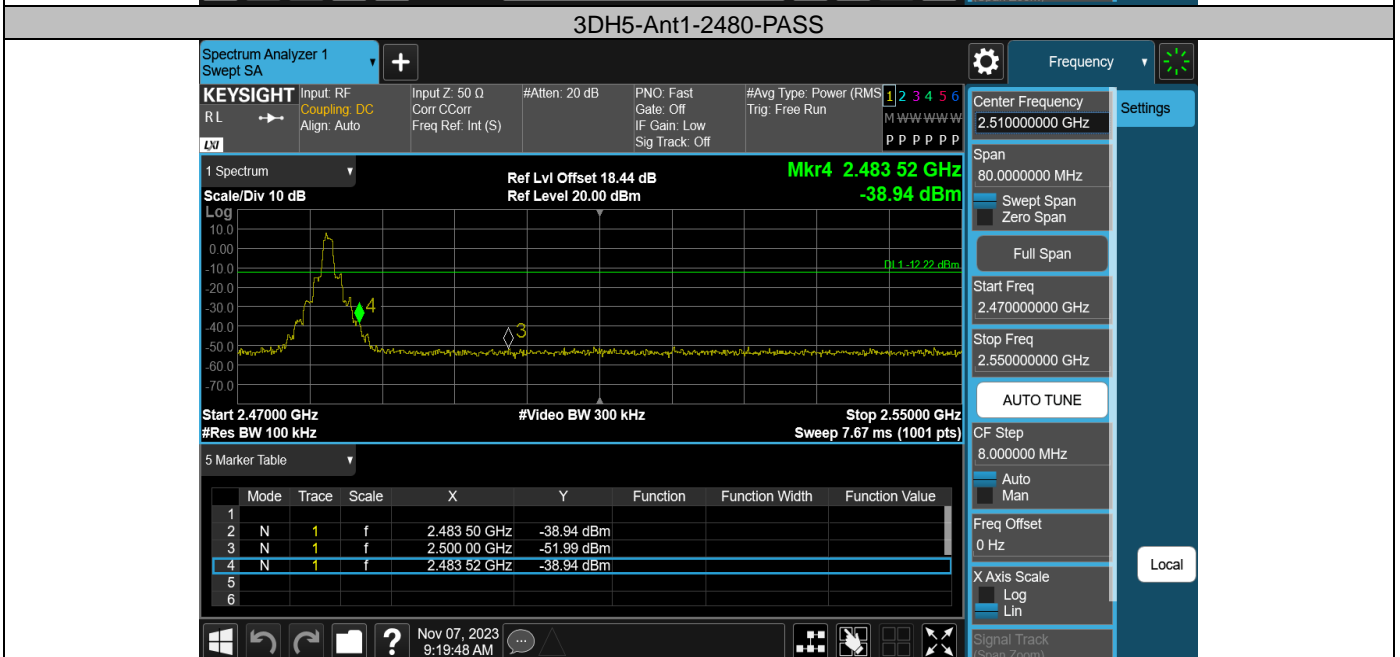 3DH5-Ant1-2480-PASS
Spectrum Analyzer 1
Swept SA
Frequency
KEYSIGHT Input: RF Input Z: 50 Ω #Atten: 20 dB PNO: Fast #Avg Type: Power (RMS 1 2 3 4 5 6
RL Coupling: DC Corr CCorr Gate: Off Trig: Free Run M W W W W W
Align: Auto Freq Ref: Int (S) IF Gain: Low
LXI Sig Track: Off P P P P P P
Center Frequency
2.510000000 GHz
Settings
Span
80.0000000 MHz
Swept Span
Zero Span
Full Span
Start Freq
2.470000000 GHz
Stop Freq
2.550000000 GHz
AUTO TUNE
CF Step
8.000000 MHz
Auto
Man
Freq Offset
0 Hz
X Axis Scale
Log
Lin
Signal Track
(Span Zoom)
Local
1 Spectrum
Ref Lvl Offset 18.44 dB
Mkr4 2.483 52 GHz
Scale/Div 10 dB
Ref Level 20.00 dBm
-38.94 dBm
Log
10.0
0.00
-10.0
DL1 -12.22 dBm
-20.0
-30.0
4
-40.0
3
-50.0
-60.0
-70.0
Start 2.47000 GHz #Video BW 300 kHz Stop 2.55000 GHz
#Res BW 100 kHz Sweep 7.67 ms (1001 pts)
5 Marker Table
Mode Trace Scale X Y Function Function Width Function Value
1
2 N 1 f 2.483 50 GHz -38.94 dBm
3 N 1 f 2.500 00 GHz -51.99 dBm
4 N 1 f 2.483 52 GHz -38.94 dBm
5
6
?
Nov 07, 2023
9:19:48 AM